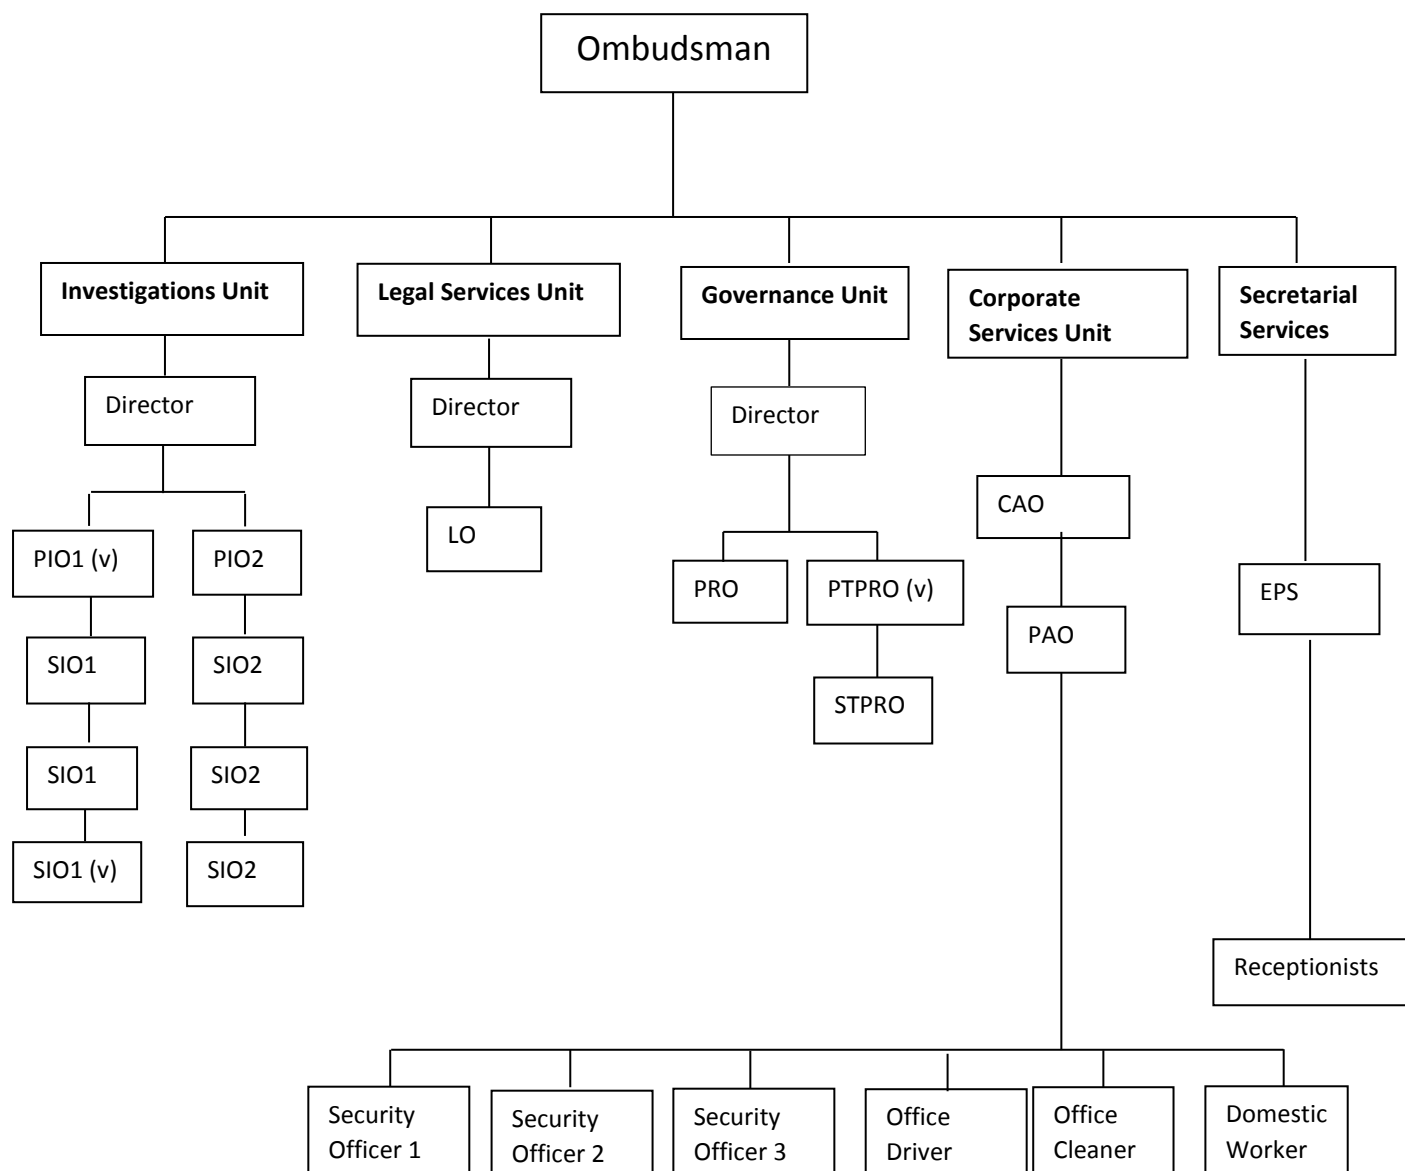 Ombudsman
Investigations Unit
Legal Services Unit
Governance Unit
Corporate
Services Unit
Secretarial
Services
Director
Director
Director
CAO
LO
PIO1 (v)
PIO2
PRO
PTPRO (v)
EPS
PAO
SIO1
SIO2
STPRO
SIO1
SIO2
SIO1 (v)
SIO2
Receptionists
Security
Officer 1
Security
Officer 2
Security
Officer 3
Office
Driver
Office
Cleaner
Domestic
Worker